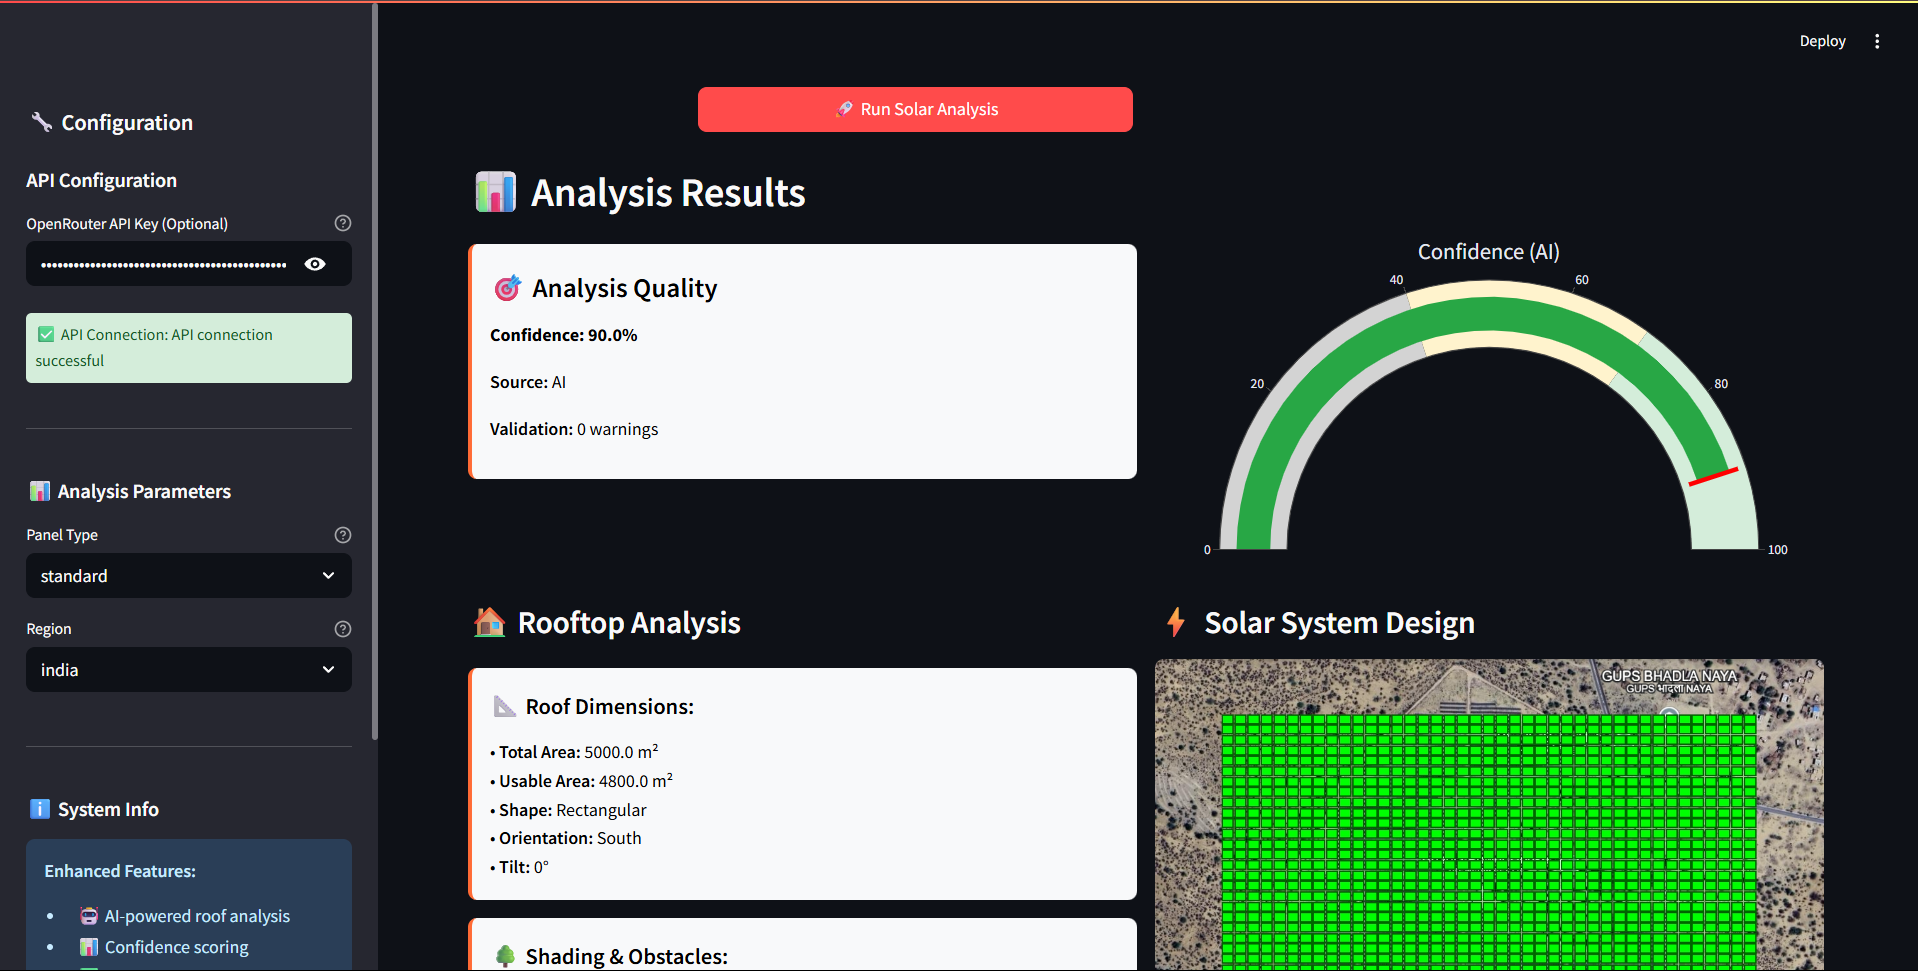 Deploy
Configuration
API Configuration
OpenRouter API Key (Optional)
API Connection: API connection
successful
Analysis Parameters
Panel Type
standard
Region
india
System Info
Enhanced Features:
• AI-powered roof analysis
• Confidence scoring
Run Solar Analysis
Analysis Results
Analysis Quality
Confidence: 90.0%
Source: AI
Validation: 0 warnings
Confidence (AI)
0
20
40
60
80
100
Rooftop Analysis
Roof Dimensions:
• Total Area: 5000.0 m²
• Usable Area: 4800.0 m²
• Shape: Rectangular
• Orientation: South
• Tilt: 0°
Shading & Obstacles:
Solar System Design
GUPS BHADLA NAYA
GUPS भादला NAYA